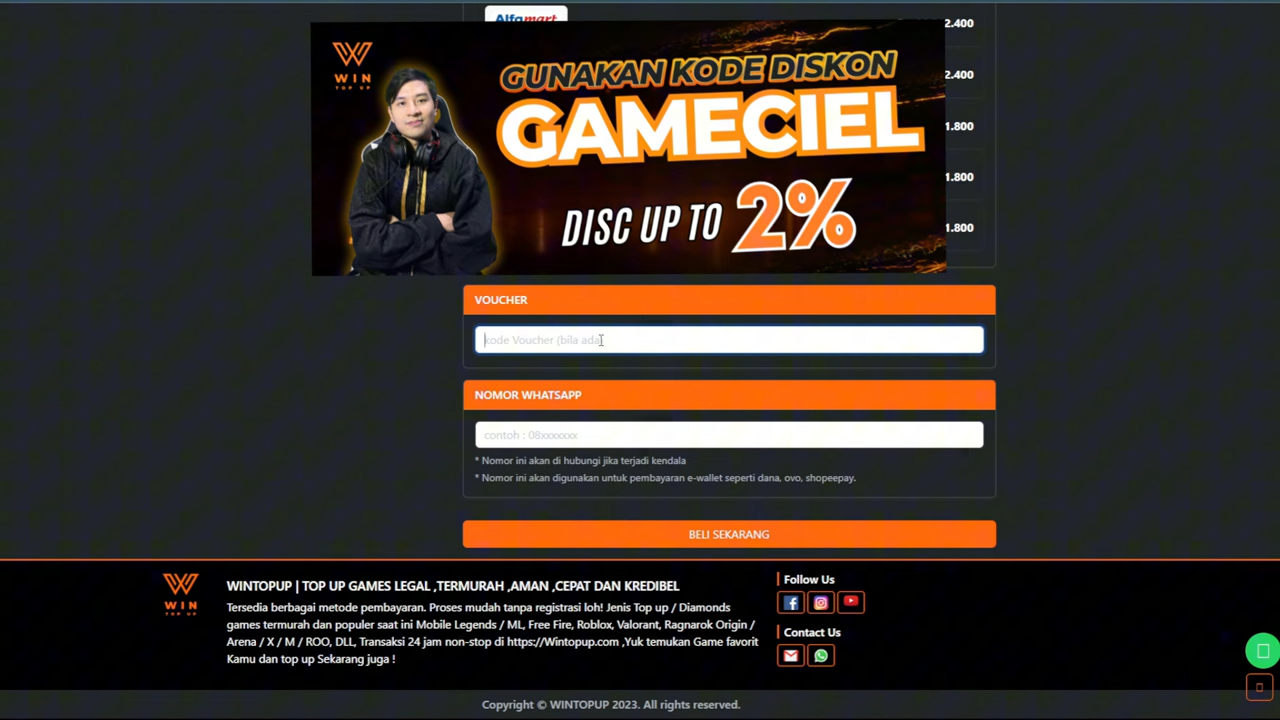 Alfamart
2.400
WIN
TOP UP
GUNAKAN KODE DISKON
GAMECIEL
DISC UP TO 2%
2.400
1.800
1.800
1.800
VOUCHER
kode Voucher (bila ada)
NOMOR WHATSAPP
contoh : 08xxxxxxx
* Nomor ini akan di hubungi jika terjadi kendala
* Nomor ini akan digunakan untuk pembayaran e-wallet seperti dana, ovo, shopeepay.
BELI SEKARANG
WIN
TOP UP
WINTOPUP | TOP UP GAMES LEGAL ,TERMURAH ,AMAN ,CEPAT DAN KREDIBEL
Tersedia berbagai metode pembayaran. Proses mudah tanpa registrasi loh! Jenis Top up / Diamonds
games termurah dan populer saat ini Mobile Legends / ML, Free Fire, Roblox, Valorant, Ragnarok Origin /
Arena / X / M / ROO, DLL, Transaksi 24 jam non-stop di https://Wintopup.com ,Yuk temukan Game favorit
Kamu dan top up Sekarang juga !
Follow Us
Contact Us
Copyright © WINTOPUP 2023. All rights reserved.